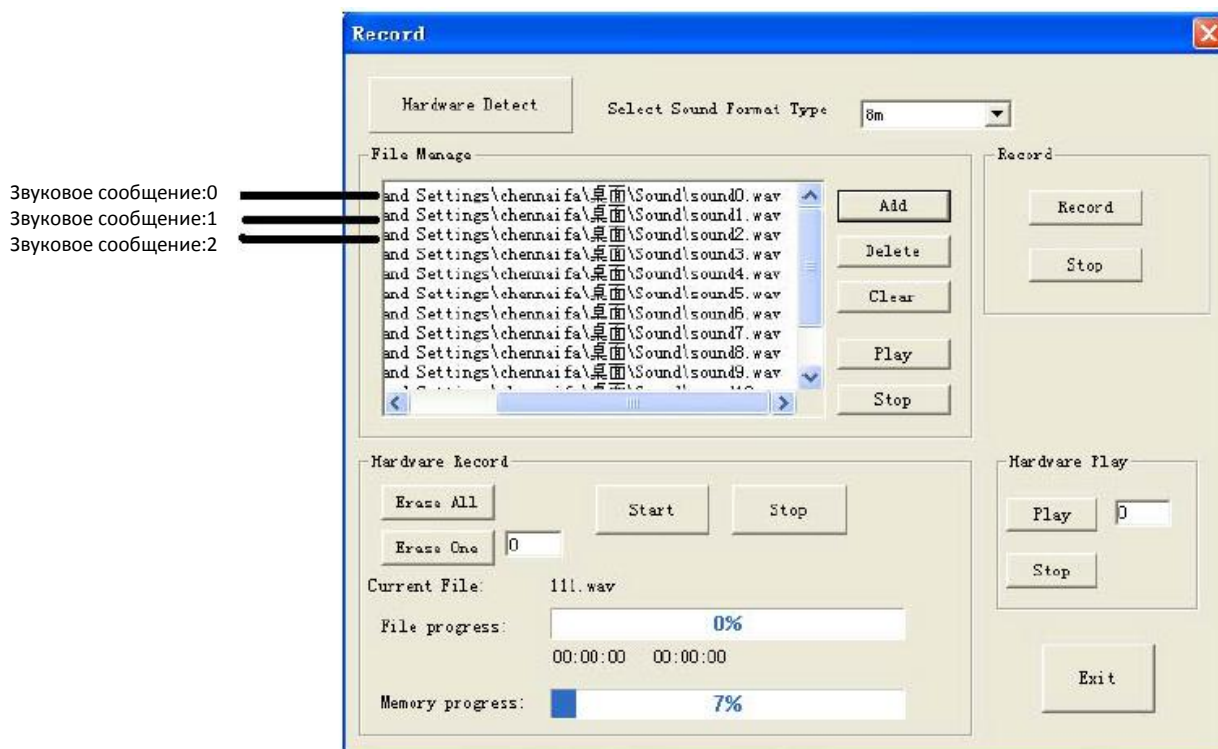 Record
Hardware Detect
Select Sound Format Type
8m
File Manage
Record
Звуковое сообщение:0
Звуковое сообщение:1
Звуковое сообщение:2
and Settings\chennaifa\桌面\Sound\sound0.wav
and Settings\chennaifa\桌面\Sound\sound1.wav
and Settings\chennaifa\桌面\Sound\sound2.wav
and Settings\chennaifa\桌面\Sound\sound3.wav
and Settings\chennaifa\桌面\Sound\sound4.wav
and Settings\chennaifa\桌面\Sound\sound5.wav
and Settings\chennaifa\桌面\Sound\sound6.wav
and Settings\chennaifa\桌面\Sound\sound7.wav
and Settings\chennaifa\桌面\Sound\sound8.wav
and Settings\chennaifa\桌面\Sound\sound9.wav
Add
Delete
Clear
Play
Stop
Record
Stop
Hardware Record
Erase All
Start
Stop
Erase One
0
Current File:
111.wav
File progress:
0%
00:00:00
00:00:00
Memory progress:
7%
Hardware Play
Play
0
Stop
Exit